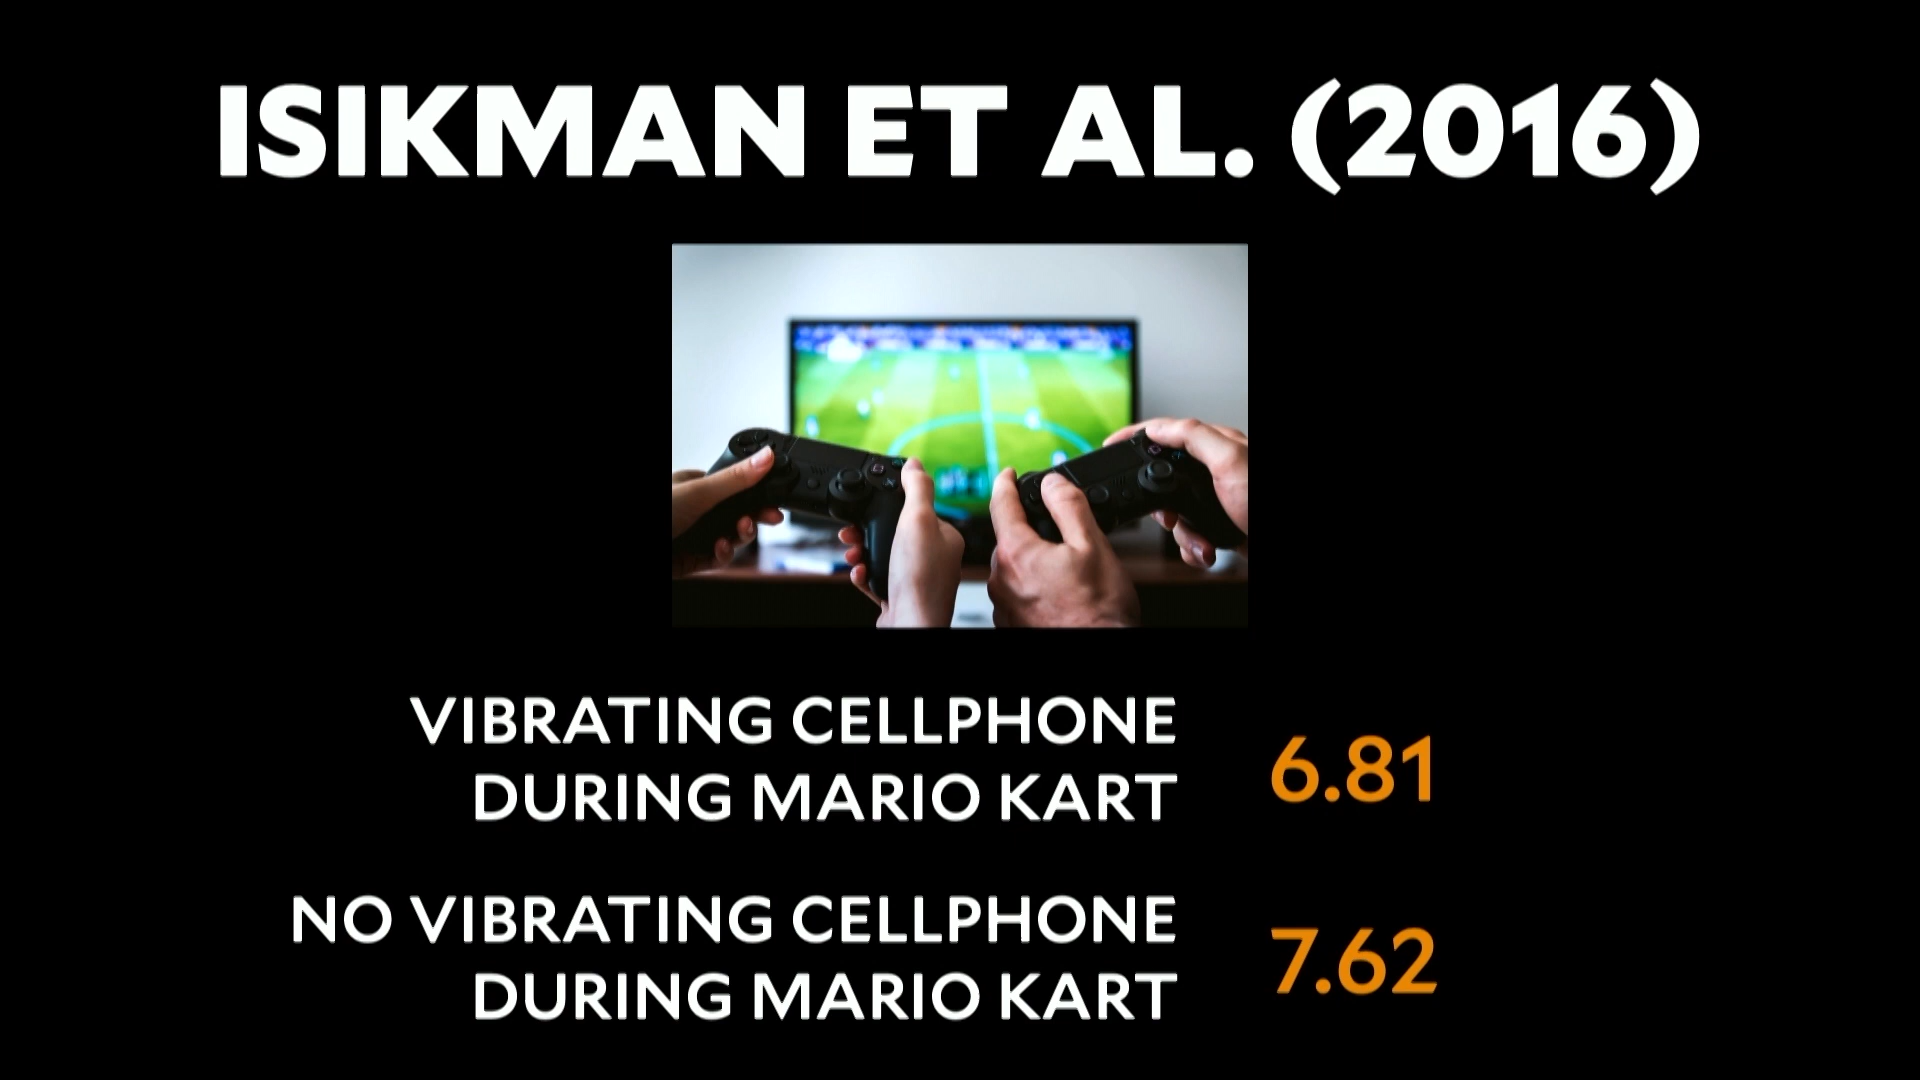 ISIKMAN ET AL. (2016)
VIBRATING CELLPHONE
DURING MARIO KART
6.81
NO VIBRATING CELLPHONE
DURING MARIO KART
7.62